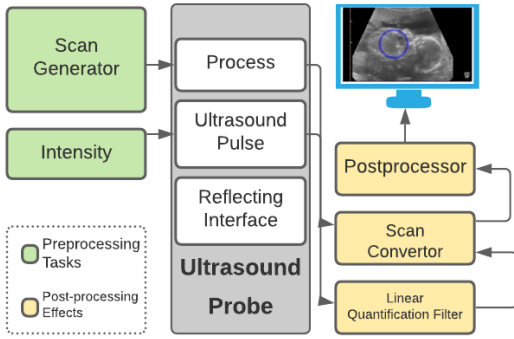 Scan
Generator
Intensity
Preprocessing
Tasks
Post-processing
Effects
Process
Ultrasound
Pulse
Reflecting
Interface
Ultrasound
Probe
Postprocessor
Scan
Convertor
Linear
Quantification Filter